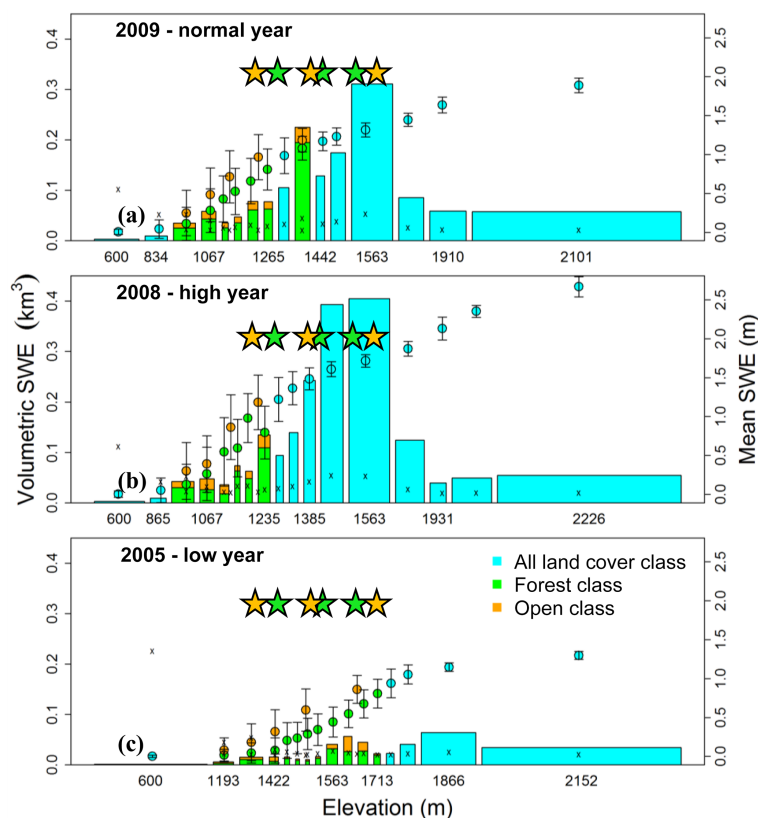 2009 - normal year
0.4
0.3
0.2
0.1
0.0
2.5
2.0
1.5
1.0
0.5
0.0
(a)
600 834 1067 1265 1442 1563 1910 2101
2008 - high year
0.4
0.3
0.2
0.1
0.0
2.5
2.0
1.5
1.0
0.5
0.0
(b)
600 865 1067 1235 1385 1563 1931 2226
Volumetric SWE (km³)
Mean SWE (m)
2005 - low year
0.4
0.3
0.2
0.1
0.0
2.5
2.0
1.5
1.0
0.5
0.0
All land cover class
Forest class
Open class
(c)
600 1193 1422 1563 1713 1866 2152
Elevation (m)